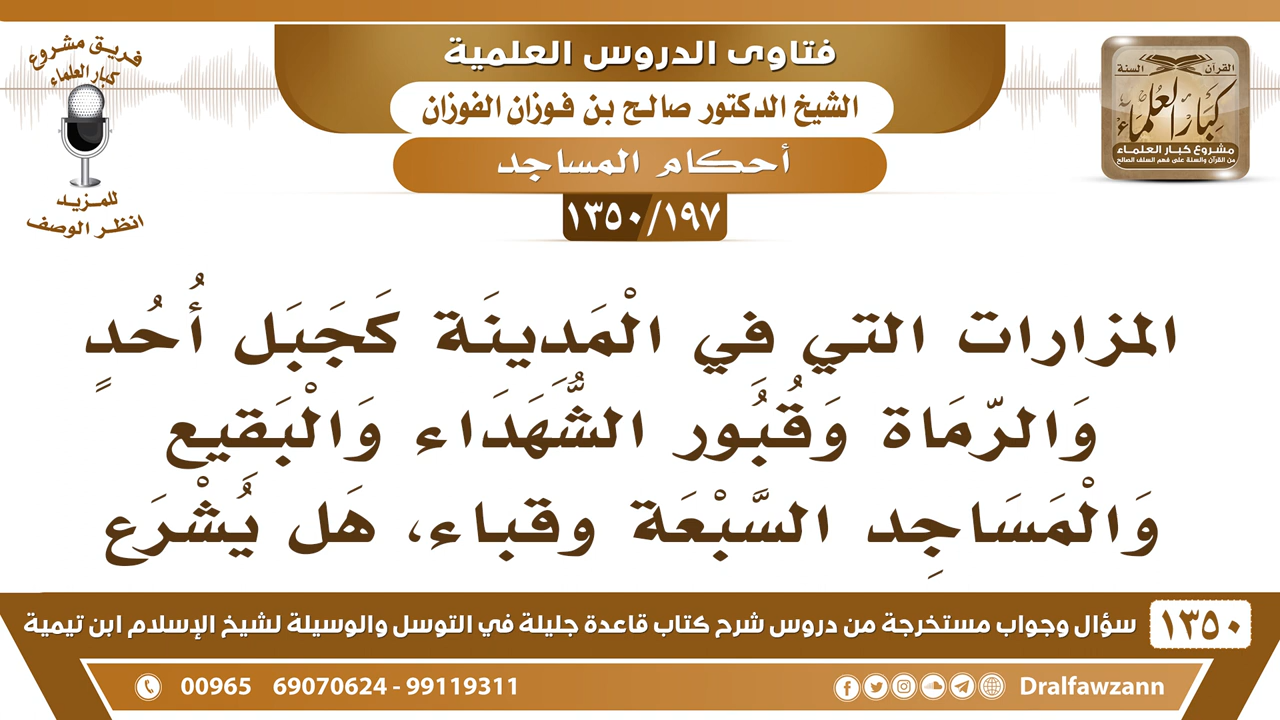 فريق مشروع
كبار العلماء
للمزيد
انظر الوصف
فتاوى الدروس العلمية
الشيخ الدكتور صالح بن فوزان الفوزان
أحكام المساجد
١٣٥٠/١٩٧
القرآن السنة
كبار العلماء
مشروع كبار العلماء
من القرآن والسنة على فهم السلف الصالح
المزارات التي في الْمَدينَة كَجَبَل أُحُدٍ
وَالرّمَاة وَقُبُور الشُّهَدَاء وَالْبَقيع
وَالْمَسَاجِد السَّبْعَة وقباء، هَل يُشْرَع
١٣٥٠ سؤال وجواب مستخرجة من دروس شرح كتاب قاعدة جليلة في التوسل والوسيلة لشيخ الإسلام ابن تيمية
00965 69070624 - 99119311
Dralfawzann